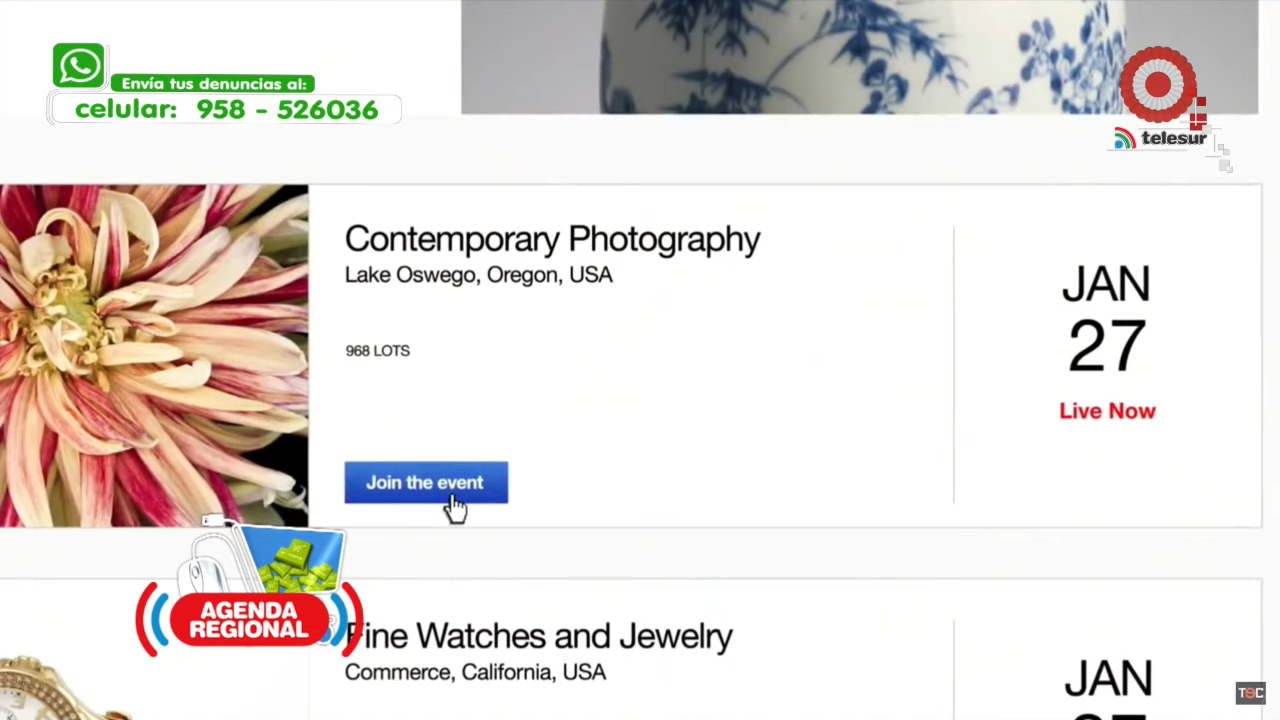 Envía tus denuncias al:
celular: 958 - 526036
telesur
Contemporary Photography
Lake Oswego, Oregon, USA
968 LOTS
Join the event
JAN
27
Live Now
AGENDA
REGIONAL
Fine Watches and Jewelry
Commerce, California, USA
JAN